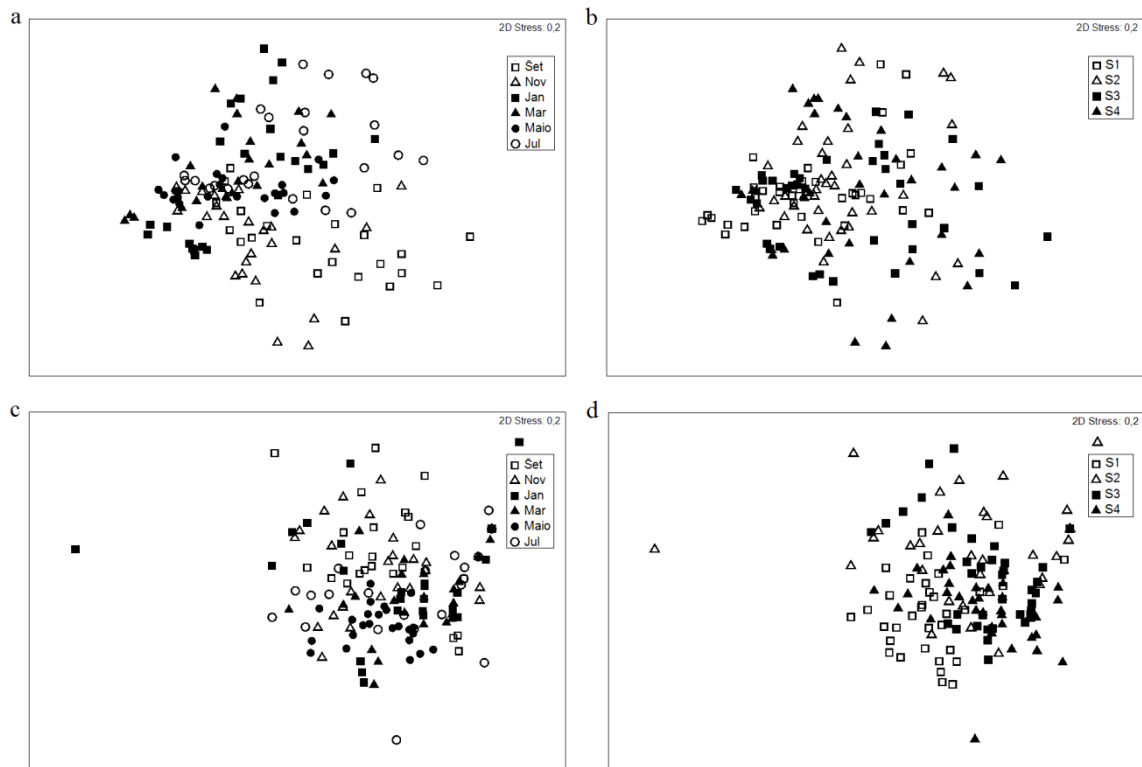 a
2D Stress: 0,2
Set
Nov
Jan
Mar
Maio
Jul
b
2D Stress: 0,2
S1
S2
S3
S4
c
2D Stress: 0,2
Set
Nov
Jan
Mar
Maio
Jul
d
2D Stress: 0,2
S1
S2
S3
S4